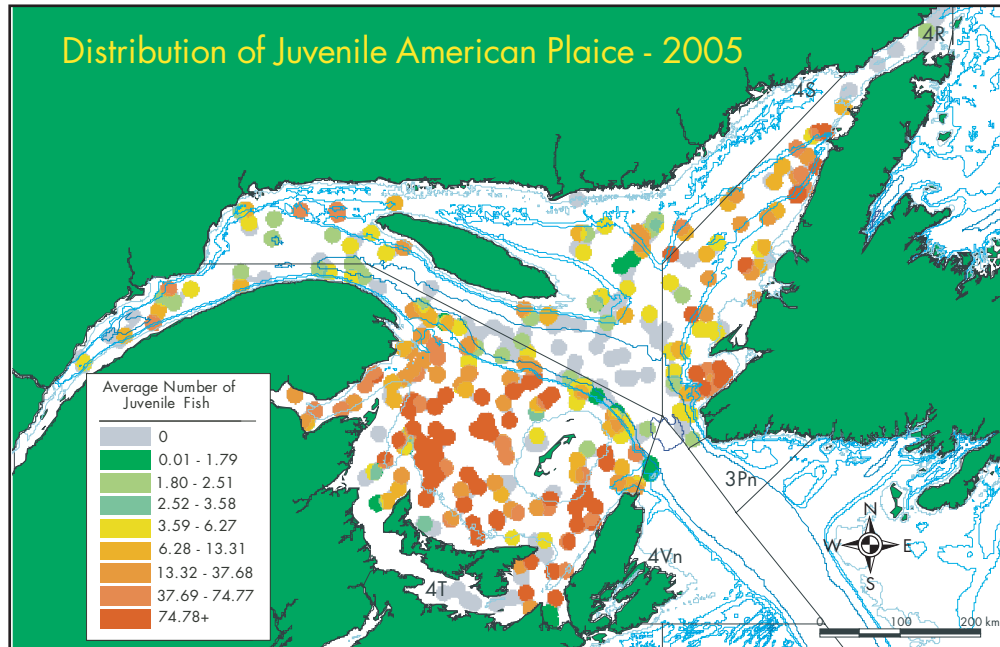 Distribution of Juvenile American Plaice - 2005
4R
4S
Average Number of
Juvenile Fish
0
0.01 - 1.79
1.80 - 2.51
2.52 - 3.58
3.59 - 6.27
6.28 - 13.31
13.32 - 37.68
37.69 - 74.77
74.78+
3Pn
N
W E
S
4Vn
4T
0 100 200 km